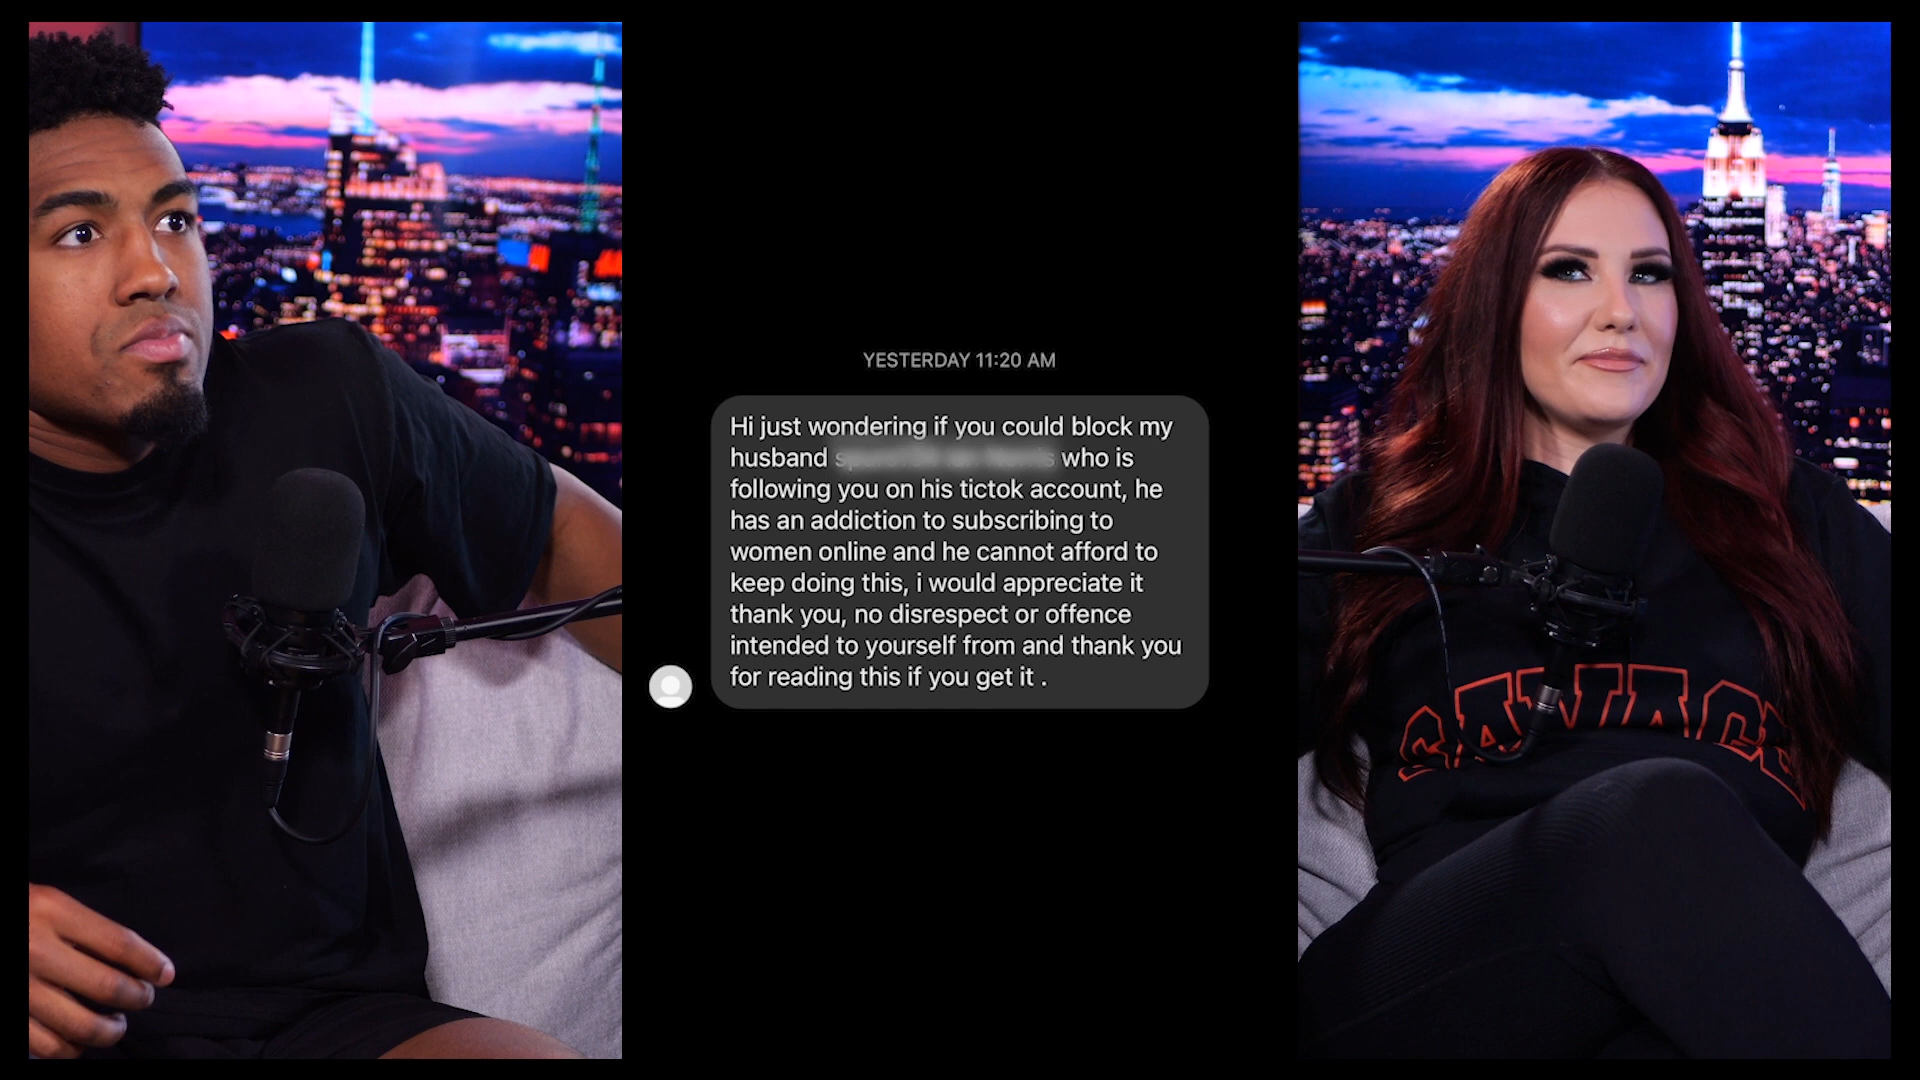 YESTERDAY 11:20 AM
Hi just wondering if you could block my
husband who is
following you on his tictok account, he
has an addiction to subscribing to
women online and he cannot afford to
keep doing this, i would appreciate it
thank you, no disrespect or offence
intended to yourself from and thank you
for reading this if you get it .
SAVAGE